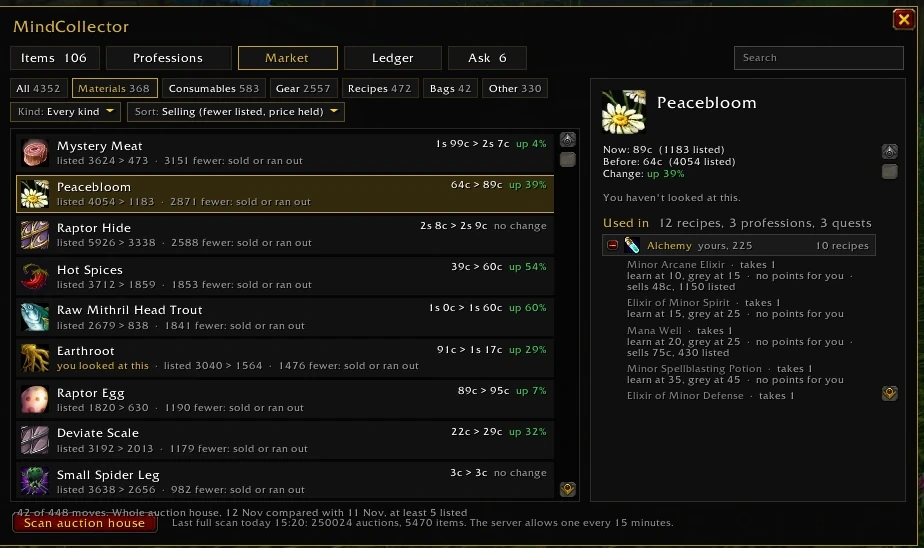 MindCollector
Items 106 Professions Market Ledger Ask 6 Search
All 4352 Materials 368 Consumables 583 Gear 2557 Recipes 472 Bags 42 Other 330
Kind: Every kind Sort: Selling (fewer listed, price held)
Mystery Meat 1s 99c > 2s 7c up 4%
listed 3624 > 473 · 3151 fewer: sold or ran out
Peacebloom 64c > 89c up 39%
listed 4054 > 1183 · 2871 fewer: sold or ran out
Raptor Hide 2s 8c > 2s 9c no change
listed 5926 > 3338 · 2588 fewer: sold or ran out
Hot Spices 39c > 60c up 54%
listed 3712 > 1859 · 1853 fewer: sold or ran out
Raw Mithril Head Trout 1s 0c > 1s 60c up 60%
listed 2679 > 838 · 1841 fewer: sold or ran out
Earthroot 91c > 1s 17c up 29%
you looked at this · listed 3040 > 1564 · 1476 fewer: sold or ran out
Raptor Egg 89c > 95c up 7%
listed 1820 > 630 · 1190 fewer: sold or ran out
Deviate Scale 22c > 29c up 32%
listed 3192 > 2013 · 1179 fewer: sold or ran out
Small Spider Leg 3c > 3c no change
listed 3638 > 2656 · 982 fewer: sold or ran out
42 of 448 moves. Whole auction house, 12 Nov compared with 11 Nov, at least 5 listed
Scan auction house Last full scan today 15:20: 250024 auctions, 5470 items. The server allows one every 15 minutes.
Peacebloom
Now: 89c (1183 listed)
Before: 64c (4054 listed)
Change: up 39%
You haven't looked at this.
Used in 12 recipes, 3 professions, 3 quests
Alchemy yours, 225 10 recipes
Minor Arcane Elixir · takes 1
learn at 10, grey at 15 · no points for you ·
sells 48c, 1150 listed
Elixir of Minor Spirit · takes 1
learn at 15, grey at 25 · no points for you
Mana Well · takes 1
learn at 20, grey at 25 · no points for you ·
sells 75c, 430 listed
Minor Spellblasting Potion · takes 1
learn at 35, grey at 45 · no points for you
Elixir of Minor Defense · takes 1